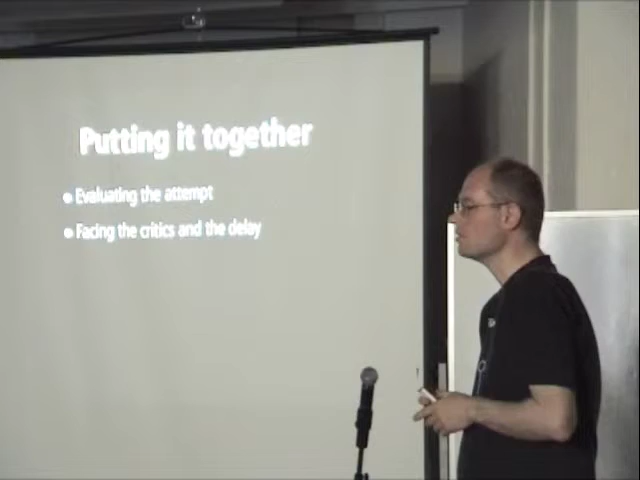 Putting it together
Evaluating the attempt
Facing the critics and the delay